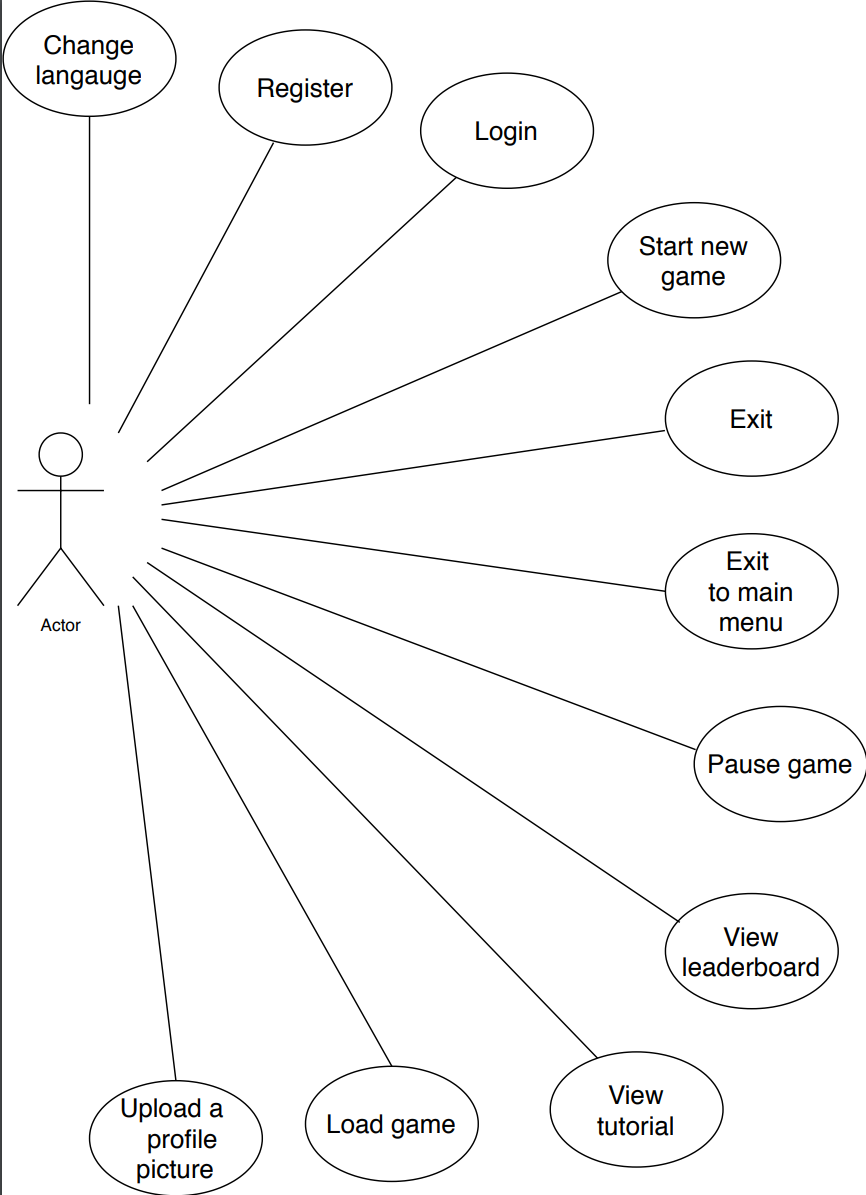 Change
langauge
Register
Login
Start new
game
Exit
Exit
to main
menu
Actor
Pause game
View
leaderboard
View
tutorial
Load game
Upload a
profile
picture